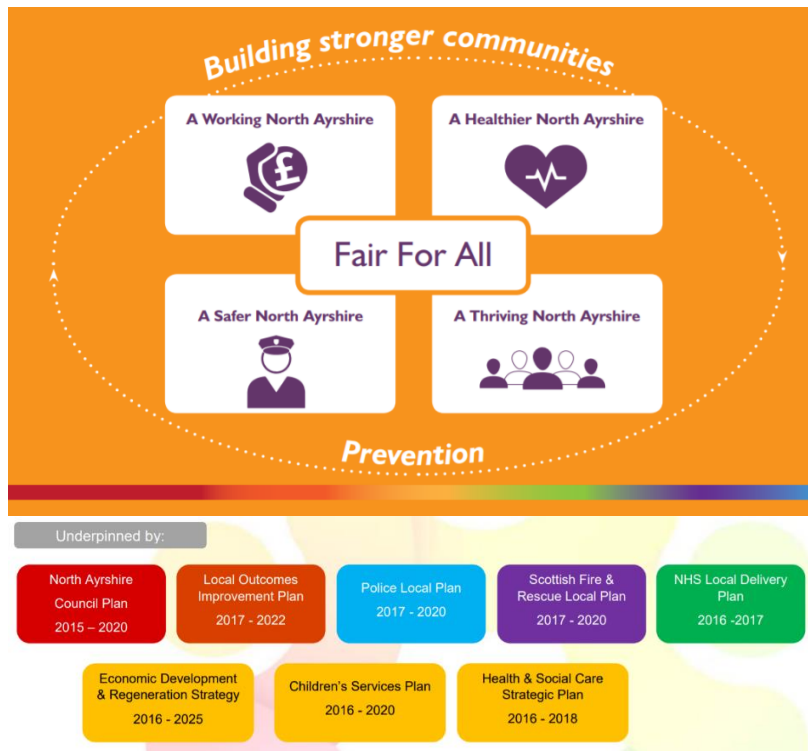 Building stronger communities
A Working North Ayrshire
A Healthier North Ayrshire
£
Fair For All
A Safer North Ayrshire
A Thriving North Ayrshire
Prevention
Underpinned by:
North Ayrshire
Council Plan
2015 – 2020
Local Outcomes
Improvement Plan
2017 - 2022
Police Local Plan
2017 - 2020
Scottish Fire &
Rescue Local Plan
2017 - 2020
NHS Local Delivery
Plan
2016 -2017
Economic Development
& Regeneration Strategy
2016 - 2025
Children's Services Plan
2016 - 2020
Health & Social Care
Strategic Plan
2016 - 2018